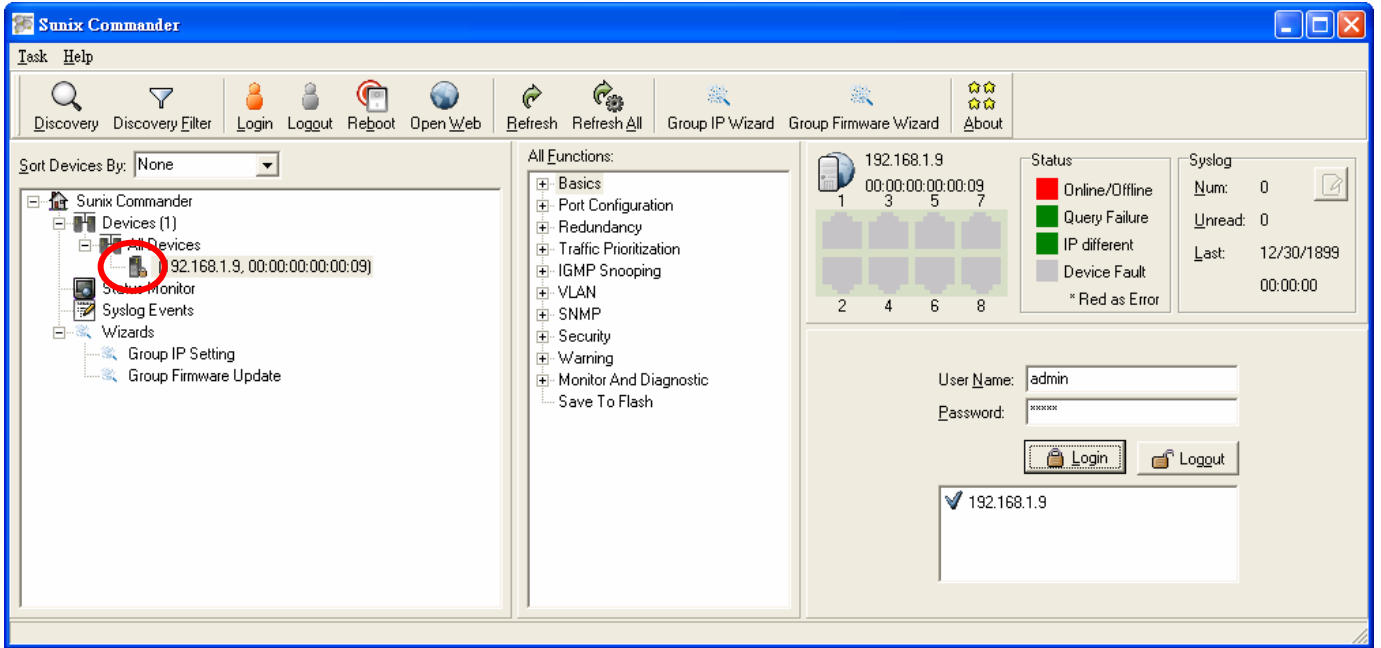 Sunix Commander
Task Help
Discovery Discovery Filter Login Logout Reboot Open Web Refresh Refresh All Group IP Wizard Group Firmware Wizard About
Sort Devices By: None
Sunix Commander
Devices (1)
All Devices
92.168.1.9, 00:00:00:00:00:09)
Status Monitor
Syslog Events
Wizards
Group IP Setting
Group Firmware Update
All Functions:
Basics
Port Configuration
Redundancy
Traffic Prioritization
IGMP Snooping
VLAN
SNMP
Security
Warning
Monitor And Diagnostic
Save To Flash
192.168.1.9
00:00:00:00:00:09
1 3 5 7
2 4 6 8
Status
Online/Offline
Query Failure
IP different
Device Fault
* Red as Error
Syslog
Num: 0
Unread: 0
Last: 12/30/1899
00:00:00
User Name: admin
Password: *****
Login Logout
192.168.1.9